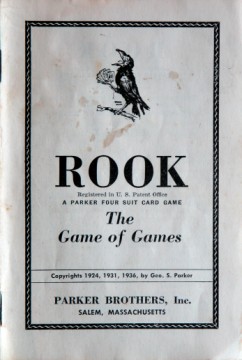 ROOK
Registered in U. S. Patent Office
A PARKER FOUR SUIT CARD GAME
The
Game of Games
Copyrights 1924, 1931, 1936, by Geo. S. Parker
PARKER BROTHERS, Inc.
SALEM, MASSACHUSETTS